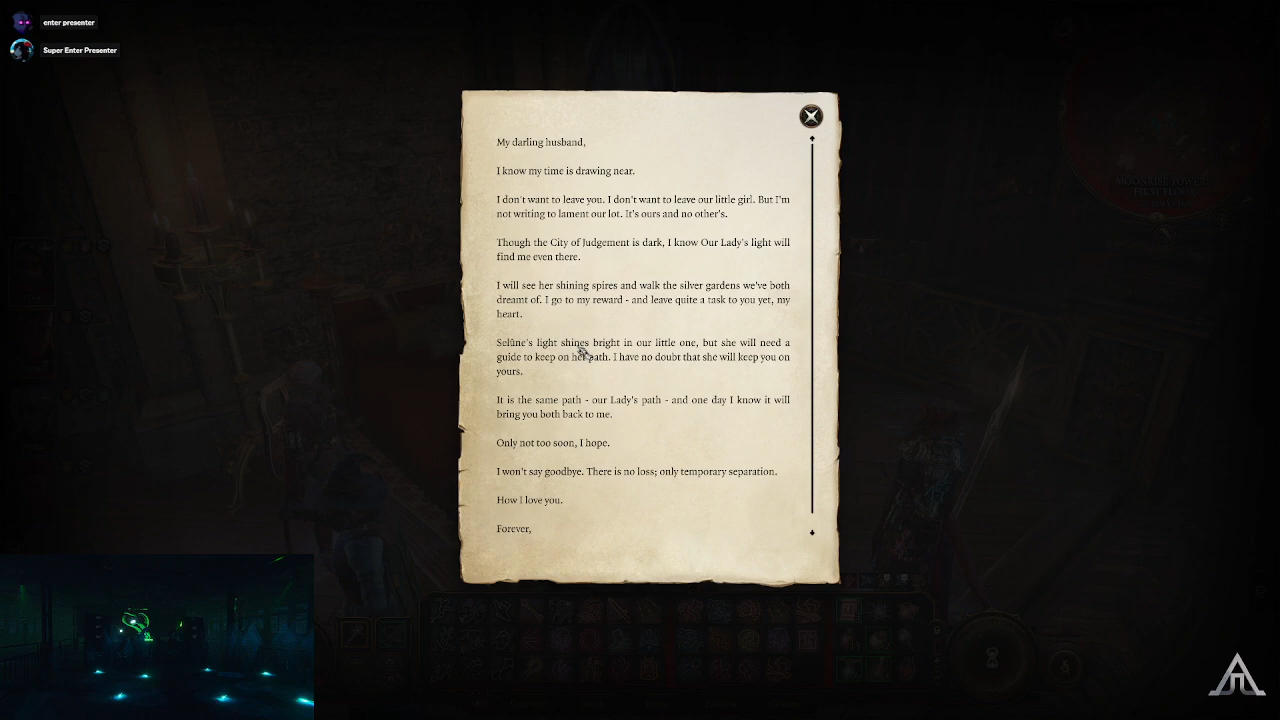 enter presenter
Super Enter Presenter
My darling husband,
I know my time is drawing near.
I don't want to leave you. I don't want to leave our little girl. But I'm
not writing to lament our lot. It's ours and no other's.
Though the City of Judgement is dark, I know Our Lady's light will
find me even there.
I will see her shining spires and walk the silver gardens we've both
dreamt of. I go to my reward - and leave quite a task to you yet, my
heart.
Selûne's light shines bright in our little one, but she will need a
guide to keep on her path. I have no doubt that she will keep you on
yours.
It is the same path - our Lady's path - and one day I know it will
bring you both back to me.
Only not too soon, I hope.
I won't say goodbye. There is no loss; only temporary separation.
How I love you.
Forever,